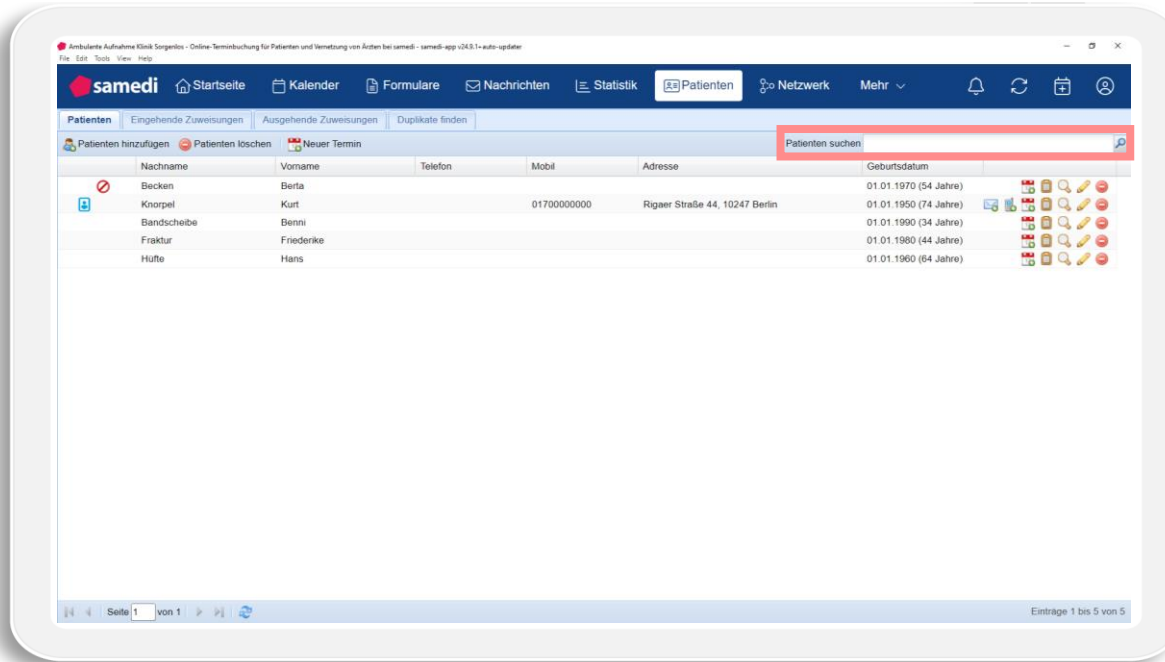 Ambulante Aufnahme Klinik Sorgenlos - Online-Terminbuchung für Patienten und Vernetzung von Ärzten bei samedi - samedi-app v24.9.1+auto-updater
File Edit Tools View Help
samedi Startseite Kalender Formulare Nachrichten Statistik Patienten Netzwerk Mehr
Patienten Eingehende Zuweisungen Ausgehende Zuweisungen Duplikate finden
Patienten hinzufügen Patienten löschen Neuer Termin Patienten suchen
Nachname Vorname Telefon Mobil Adresse Geburtsdatum
Becken Berta 01.01.1970 (54 Jahre)
Knorpel Kurt 01700000000 Rigaer Straße 44, 10247 Berlin 01.01.1950 (74 Jahre)
Bandscheibe Benni 01.01.1990 (34 Jahre)
Fraktur Friederike 01.01.1980 (44 Jahre)
Hüfte Hans 01.01.1960 (64 Jahre)
Seite 1 von 1 Einträge 1 bis 5 von 5